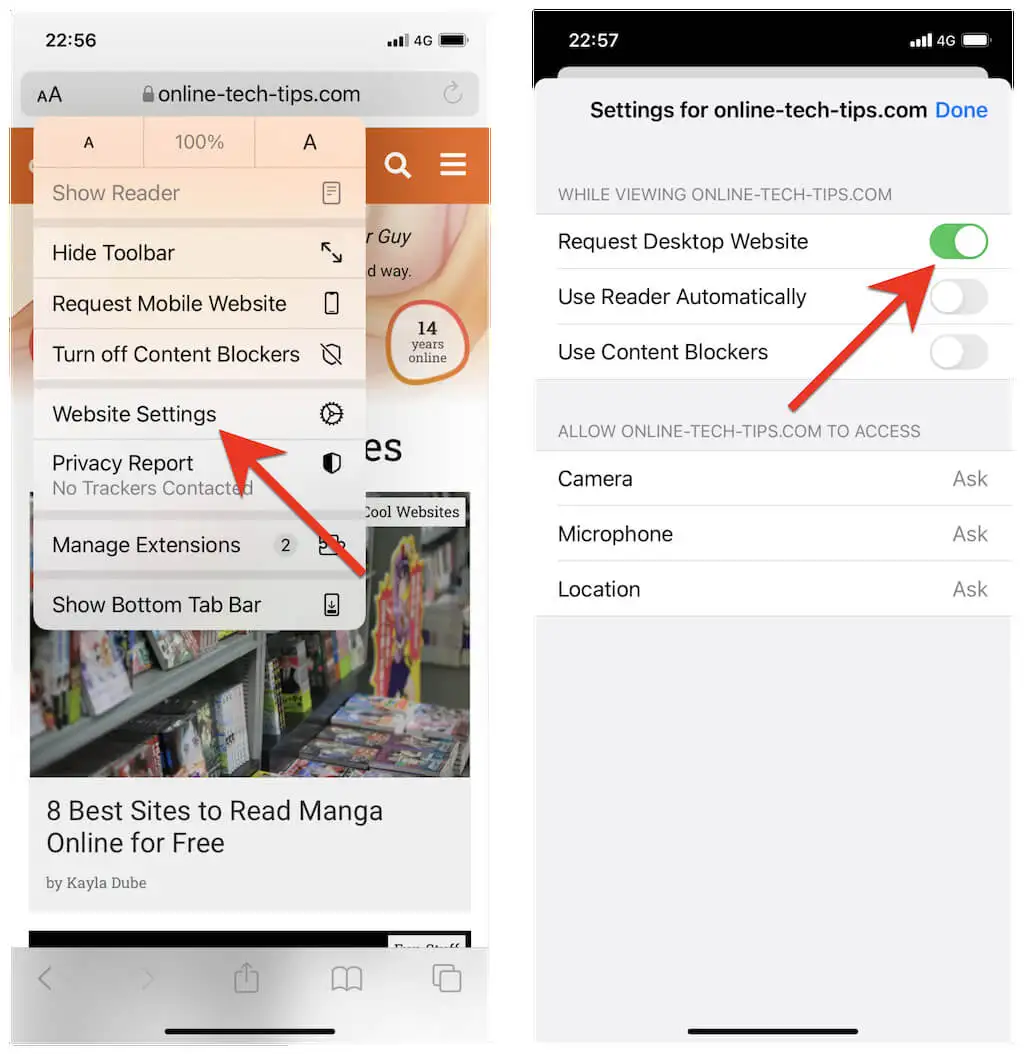 22:56
4G
AA
online-tech-tips.com
A
100%
A
Show Reader
r Guy
Hide Toolbar
d way.
Request Mobile Website
14
years
online
Turn off Content Blockers
Website Settings
es
Privacy Report
No Trackers Contacted
Cool Websites
Manage Extensions
2
Show Bottom Tab Bar
8 Best Sites to Read Manga
Online for Free
by Kayla Dube
Fun Stuff
22:57
4G
Settings for online-tech-tips.com
Done
WHILE VIEWING ONLINE-TECH-TIPS.COM
Request Desktop Website
Use Reader Automatically
Use Content Blockers
ALLOW ONLINE-TECH-TIPS.COM TO ACCESS
Camera
Ask
Microphone
Ask
Location
Ask